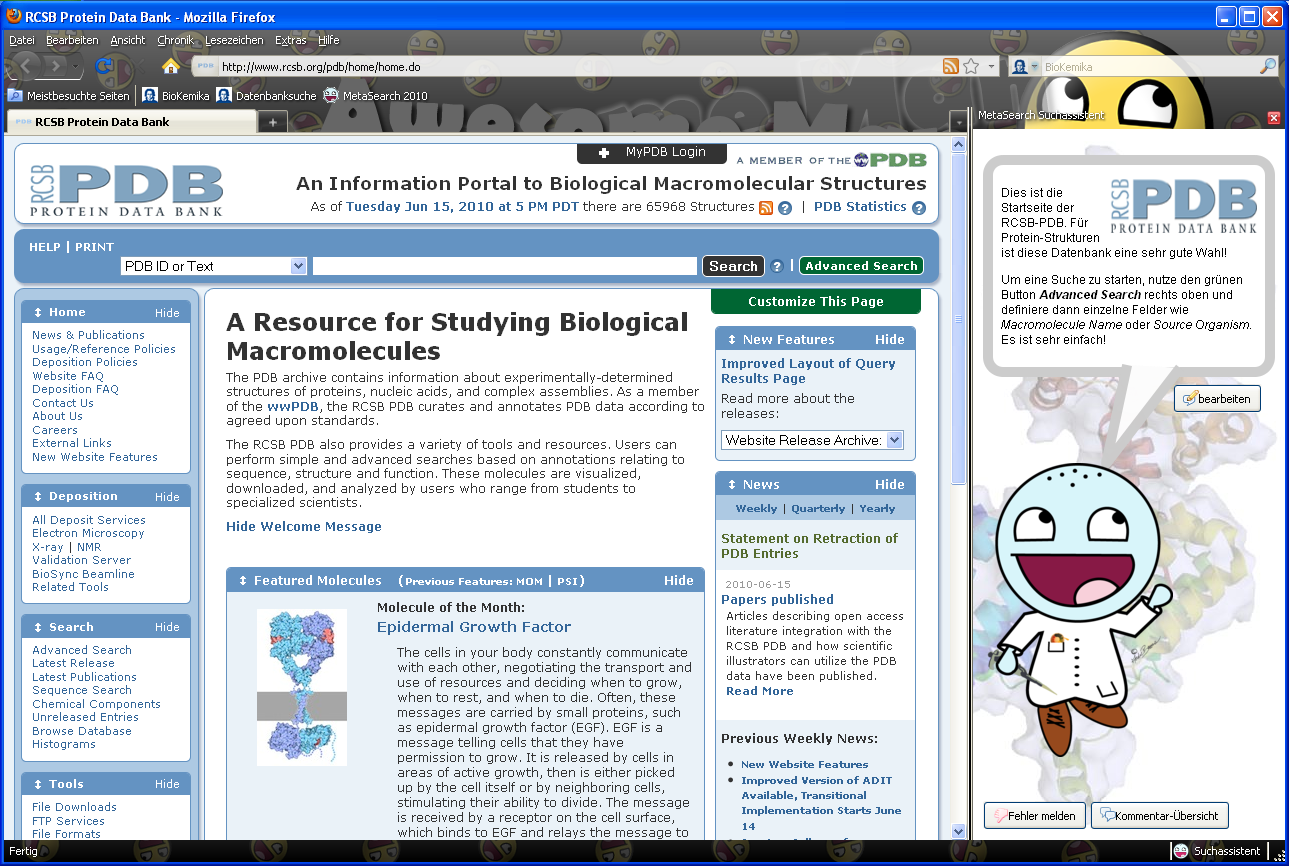 RCSB Protein Data Bank - Mozilla Firefox
Datei Bearbeiten Ansicht Chronik Lesezeichen Extras Hilfe
PDB http://www.rcsb.org/pdb/home/home.do
BioKemika
Meistbesuchte Seiten BioKemika Datenbanksuche MetaSearch 2010
Awesome
PDB RCSB Protein Data Bank +
MetaSearch Suchassistent
MyPDB Login
A MEMBER OF THE PDB
RCSB PDB
PROTEIN DATA BANK
An Information Portal to Biological Macromolecular Structures
As of Tuesday Jun 15, 2010 at 5 PM PDT there are 65968 Structures ? | PDB Statistics ?
HELP | PRINT
PDB ID or Text
Search ? | Advanced Search
Home Hide
News & Publications
Usage/Reference Policies
Deposition Policies
Website FAQ
Deposition FAQ
Contact Us
About Us
Careers
External Links
New Website Features
Deposition Hide
All Deposit Services
Electron Microscopy
X-ray | NMR
Validation Server
BioSync Beamline
Related Tools
Search Hide
Advanced Search
Latest Release
Latest Publications
Sequence Search
Chemical Components
Unreleased Entries
Browse Database
Histograms
Tools Hide
File Downloads
FTP Services
File Formats
A Resource for Studying Biological
Macromolecules
The PDB archive contains information about experimentally-determined
structures of proteins, nucleic acids, and complex assemblies. As a member
of the wwPDB, the RCSB PDB curates and annotates PDB data according to
agreed upon standards.
The RCSB PDB also provides a variety of tools and resources. Users can
perform simple and advanced searches based on annotations relating to
sequence, structure and function. These molecules are visualized,
downloaded, and analyzed by users who range from students to
specialized scientists.
Hide Welcome Message
Featured Molecules (Previous Features: MOM | PSI) Hide
Molecule of the Month:
Epidermal Growth Factor
The cells in your body constantly communicate
with each other, negotiating the transport and
use of resources and deciding when to grow,
when to rest, and when to die. Often, these
messages are carried by small proteins, such
as epidermal growth factor (EGF). EGF is a
message telling cells that they have
permission to grow. It is released by cells in
areas of active growth, then is either picked
up by the cell itself or by neighboring cells,
stimulating their ability to divide. The message
is received by a receptor on the cell surface,
which binds to EGF and relays the message to
Customize This Page
New Features Hide
Improved Layout of Query
Results Page
Read more about the
releases:
Website Release Archive:
News Hide
Weekly | Quarterly | Yearly
Statement on Retraction of
PDB Entries
2010-06-15
Papers published
Articles describing open access
literature integration with the
RCSB PDB and how scientific
illustrators can utilize the PDB
data have been published.
Read More
Previous Weekly News:
New Website Features
Improved Version of ADIT
Available, Transitional
Implementation Starts June
14
Dies ist die
Startseite der
RCSB-PDB. Für
Protein-Strukturen
ist diese Datenbank eine sehr gute Wahl!
RCSB PDB
PROTEIN DATA BANK
Um eine Suche zu starten, nutze den grünen
Button Advanced Search rechts oben und
definiere dann einzelne Felder wie
Macromolecule Name oder Source Organism.
Es ist sehr einfach!
bearbeiten
Fehler melden Kommentar-Übersicht
Fertig
Suchassistent